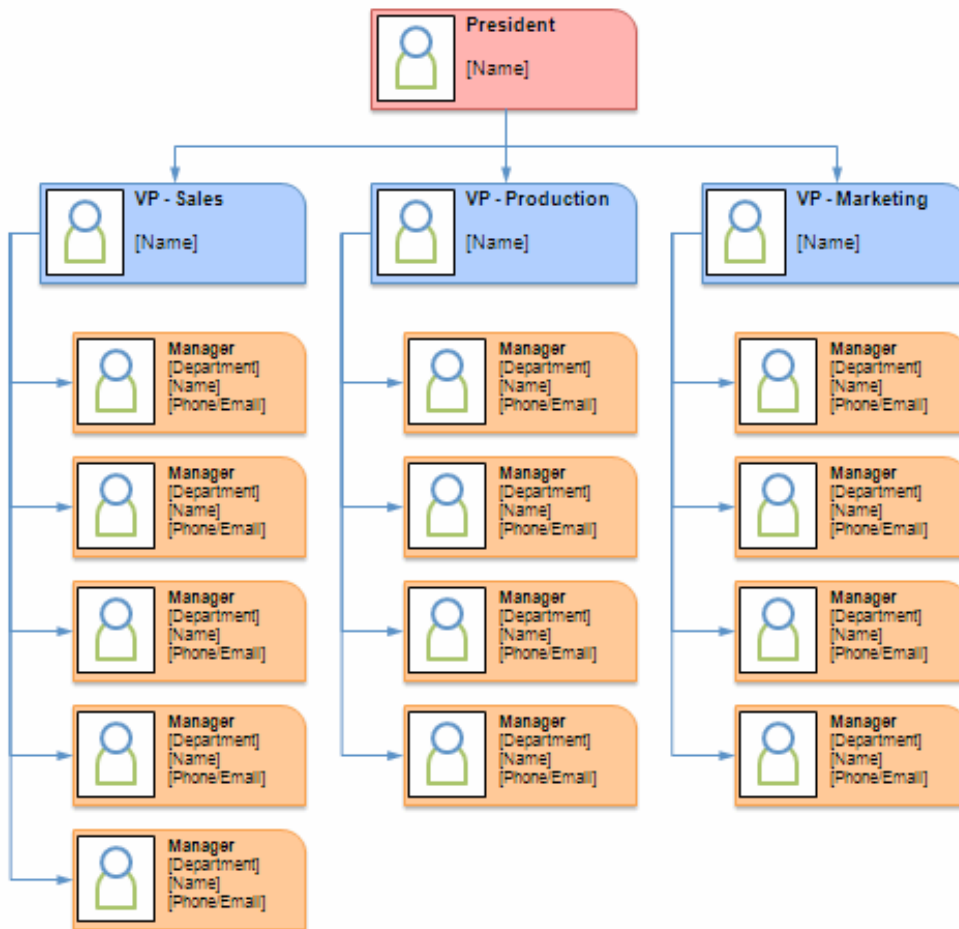 President
[Name]
VP - Sales
[Name]
VP - Production
[Name]
VP - Marketing
[Name]
Manager
[Department]
[Name]
[Phone/Email]
Manager
[Department]
[Name]
[Phone/Email]
Manager
[Department]
[Name]
[Phone/Email]
Manager
[Department]
[Name]
[Phone/Email]
Manager
[Department]
[Name]
[Phone/Email]
Manager
[Department]
[Name]
[Phone/Email]
Manager
[Department]
[Name]
[Phone/Email]
Manager
[Department]
[Name]
[Phone/Email]
Manager
[Department]
[Name]
[Phone/Email]
Manager
[Department]
[Name]
[Phone/Email]
Manager
[Department]
[Name]
[Phone/Email]
Manager
[Department]
[Name]
[Phone/Email]
Manager
[Department]
[Name]
[Phone/Email]